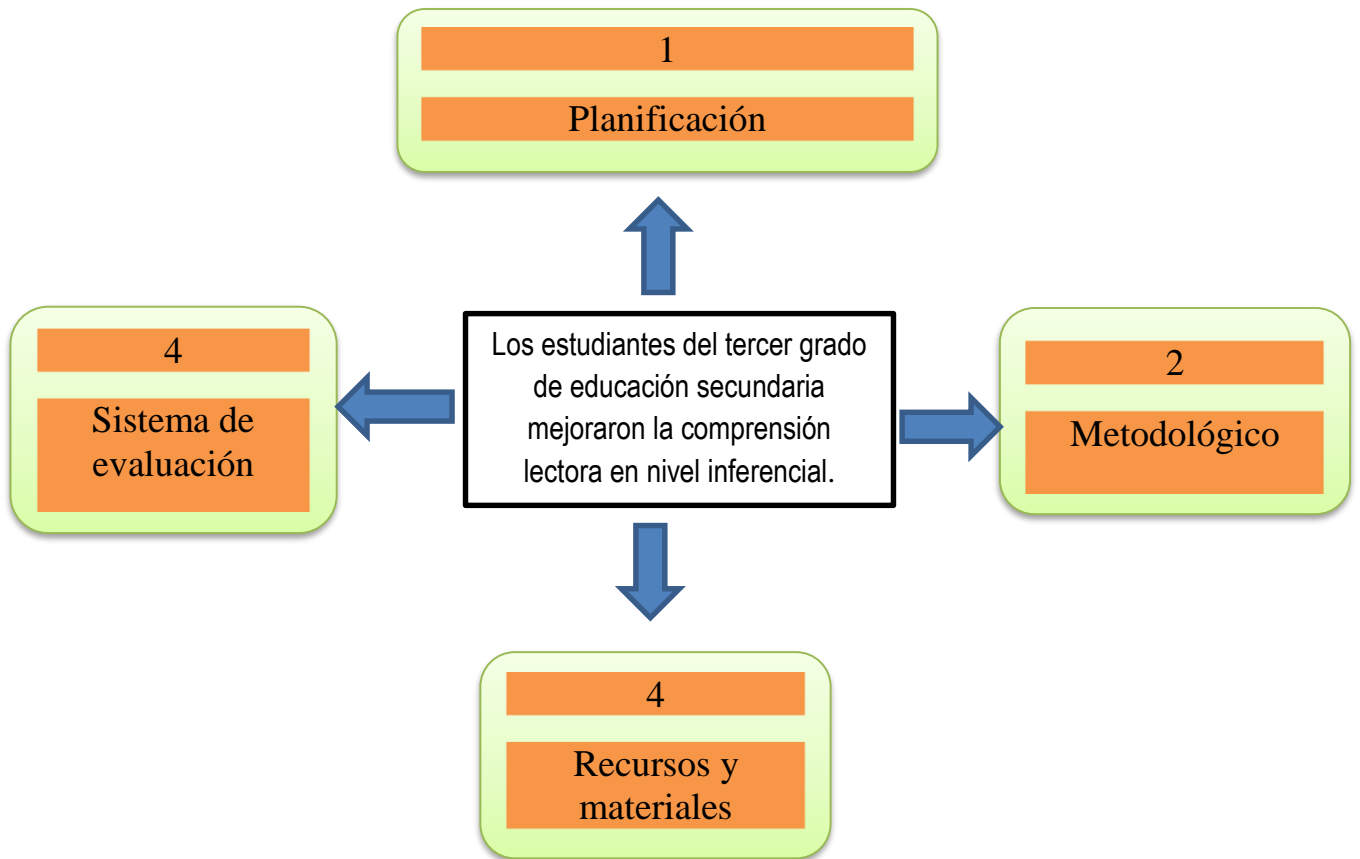 1
Planificación
4
Sistema de
evaluación
Los estudiantes del tercer grado
de educación secundaria
mejoraron la comprensión
lectora en nivel inferencial.
2
Metodológico
4
Recursos y
materiales